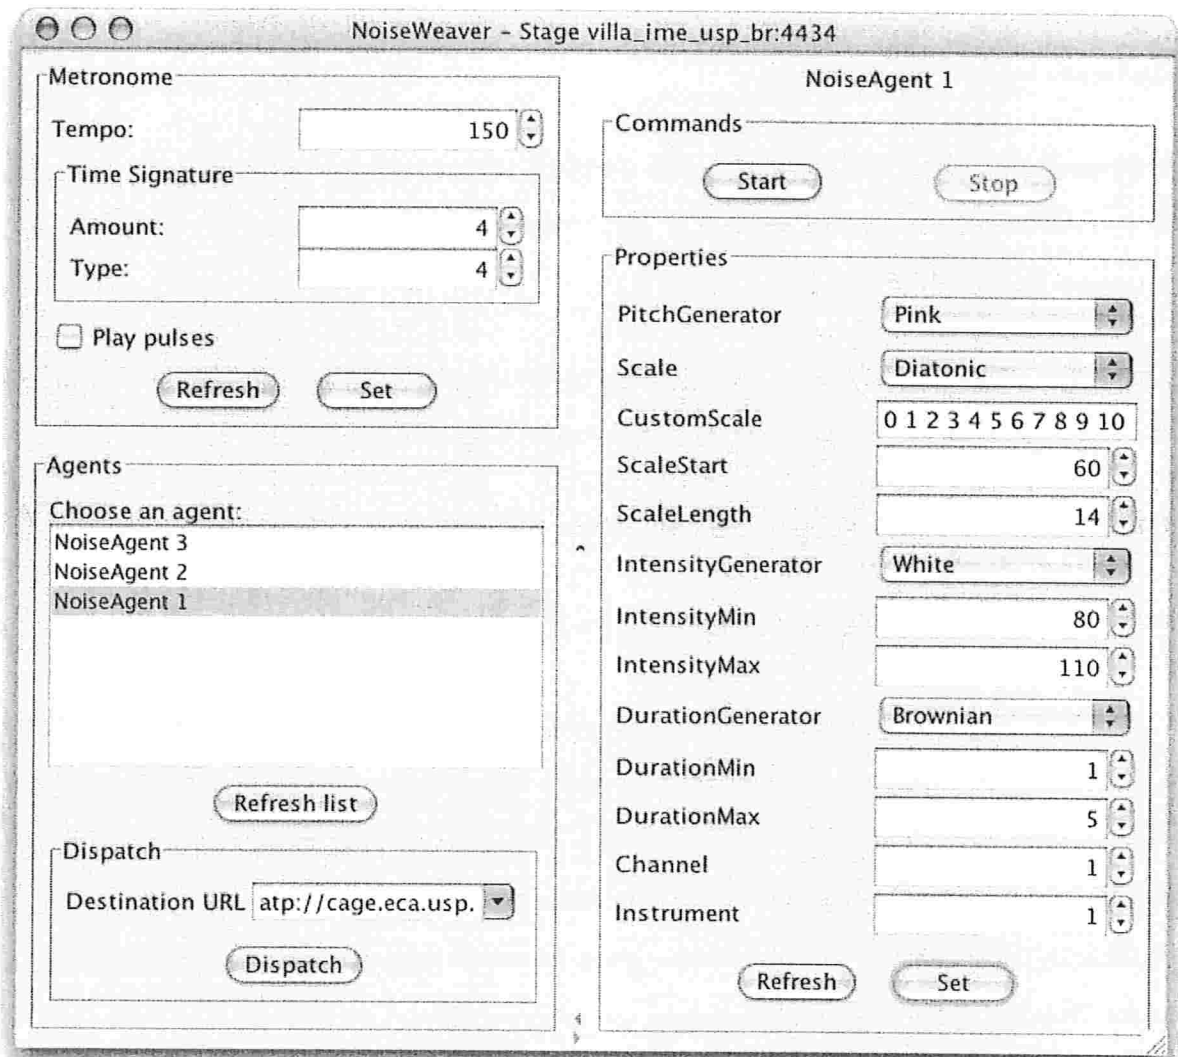 NoiseWeaver – Stage villa_ime_usp_br:4434
Metronome
Tempo: 150
Time Signature
Amount: 4
Type: 4
Play pulses
Refresh Set
Agents
Choose an agent:
NoiseAgent 3
NoiseAgent 2
NoiseAgent 1
Refresh list
Dispatch
Destination URL atp://cage.eca.usp.
Dispatch
NoiseAgent 1
Commands
Start Stop
Properties
PitchGenerator Pink
Scale Diatonic
CustomScale 0 1 2 3 4 5 6 7 8 9 10
ScaleStart 60
ScaleLength 14
IntensityGenerator White
IntensityMin 80
IntensityMax 110
DurationGenerator Brownian
DurationMin 1
DurationMax 5
Channel 1
Instrument 1
Refresh Set